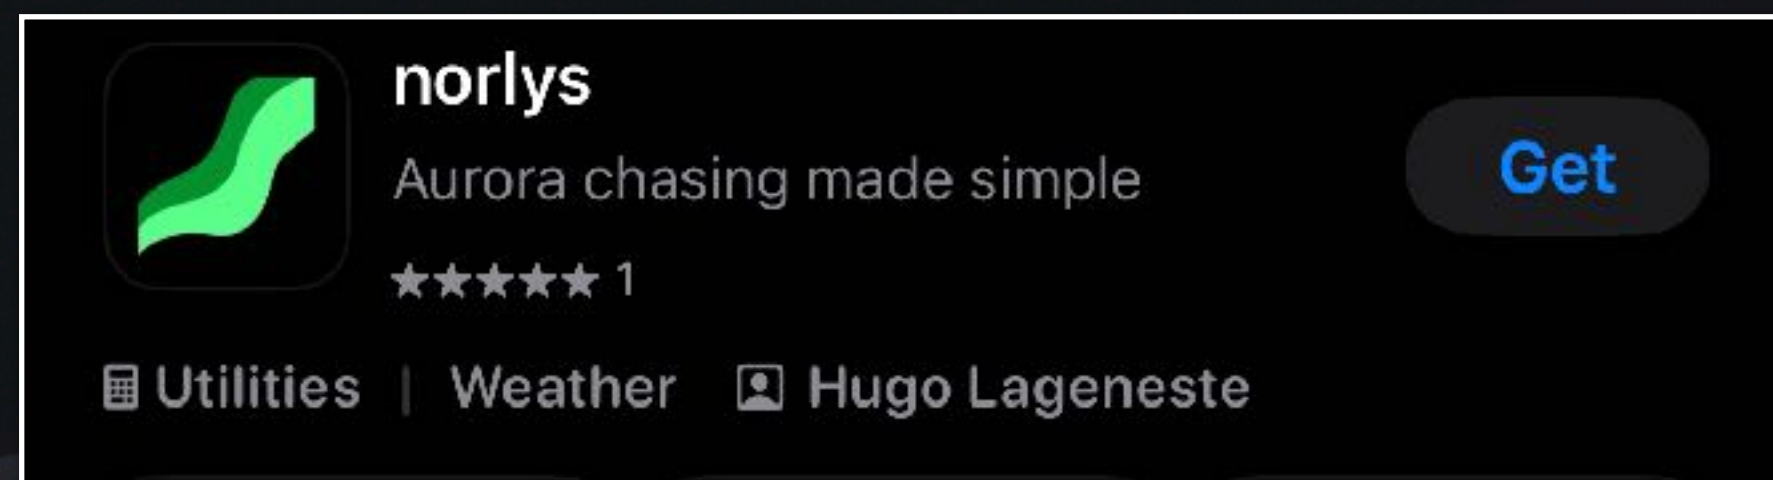 norlys
Aurora chasing made simple
Get
★★★★★ 1
Utilities | Weather Hugo Lageneste